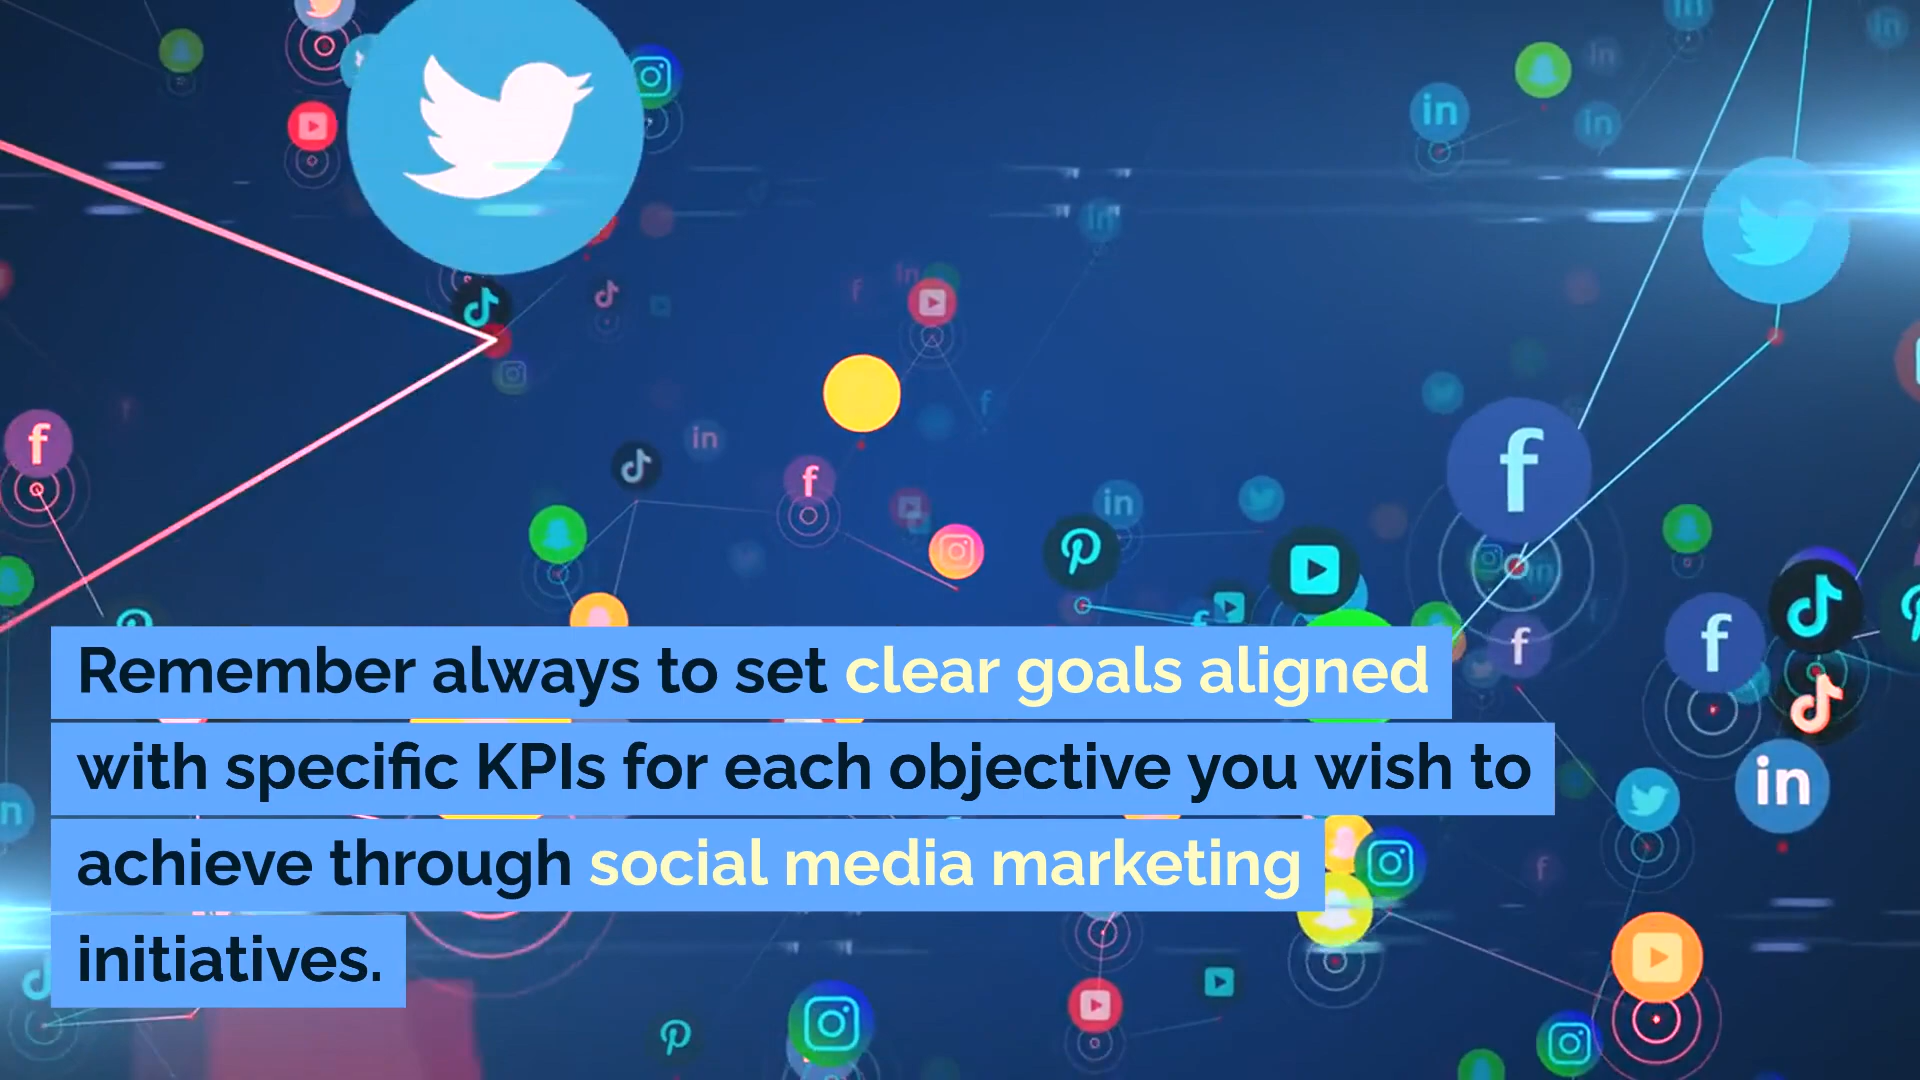 Remember always to set clear goals aligned
with specific KPIs for each objective you wish to
achieve through social media marketing
initiatives.